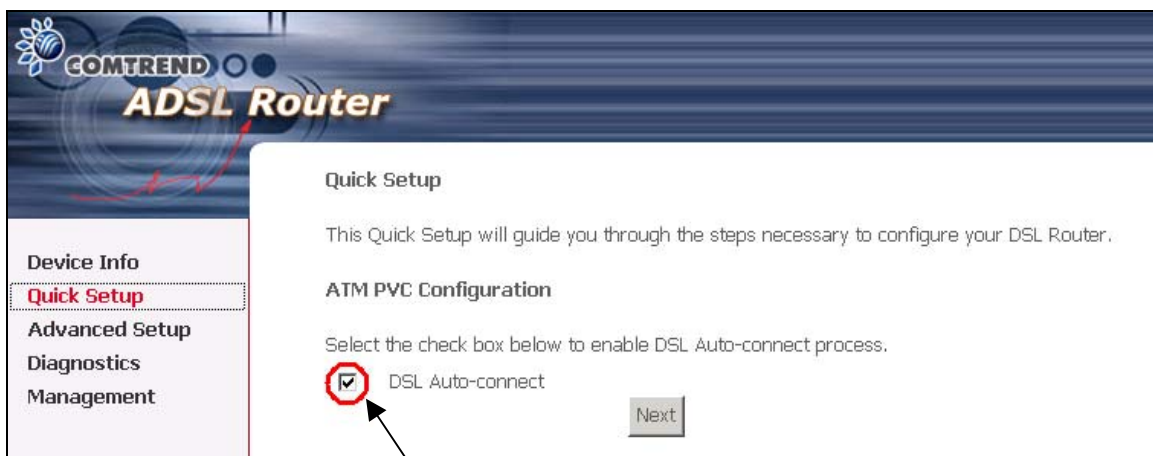 COMTREND
ADSL Router
Device Info
Quick Setup
Advanced Setup
Diagnostics
Management
Quick Setup
This Quick Setup will guide you through the steps necessary to configure your DSL Router.
ATM PVC Configuration
Select the check box below to enable DSL Auto-connect process.
DSL Auto-connect
Next